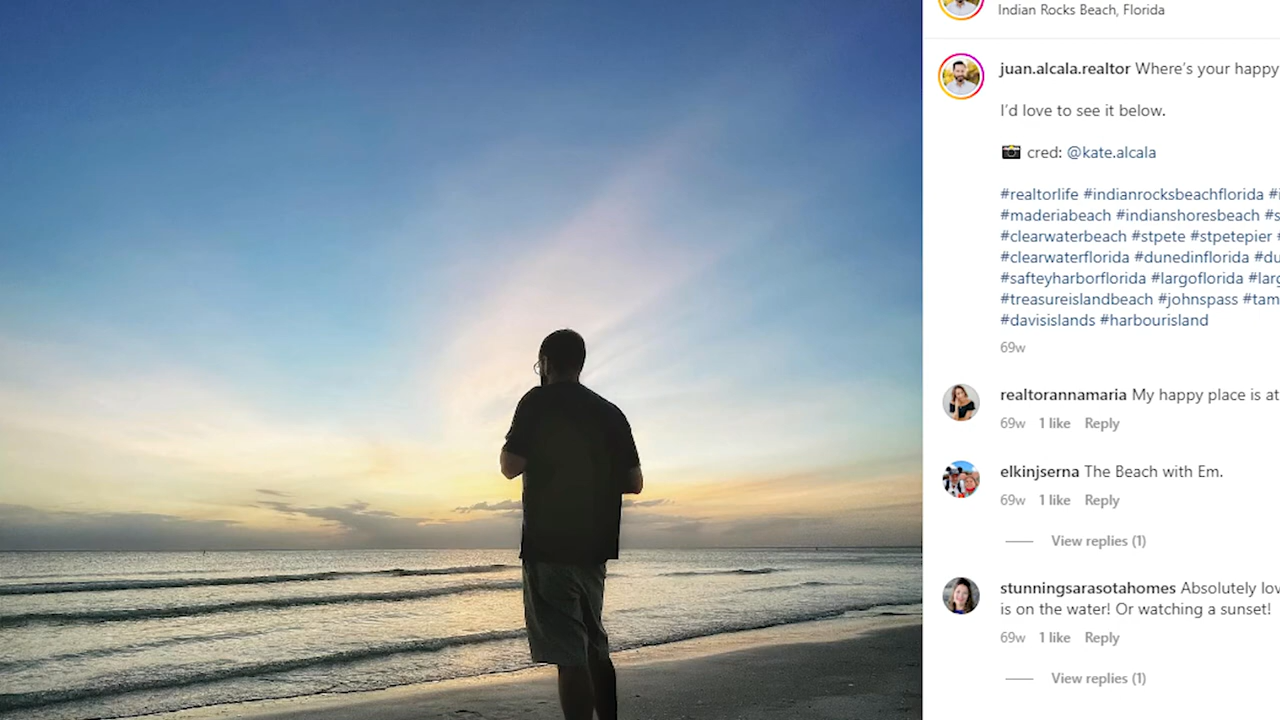 Indian Rocks Beach, Florida
juan.alcala.realtor Where's your happy
I'd love to see it below.
cred: @kate.alcala
#realtorlife #indianrocksbeachflorida #i
#maderiabeach #indianshoresbeach #s
#clearwaterbeach #stpete #stpetepier #
#clearwaterflorida #dunedinflorida #du
#safteyharborflorida #largoflorida #larg
#treasureislandbeach #johnspass #tam
#davisislands #harbourisland
69w
realtorannamaria My happy place is at
69w 1 like Reply
elkinjserna The Beach with Em.
69w 1 like Reply
View replies (1)
stunningsarasotahomes Absolutely lov
is on the water! Or watching a sunset!
69w 1 like Reply
View replies (1)